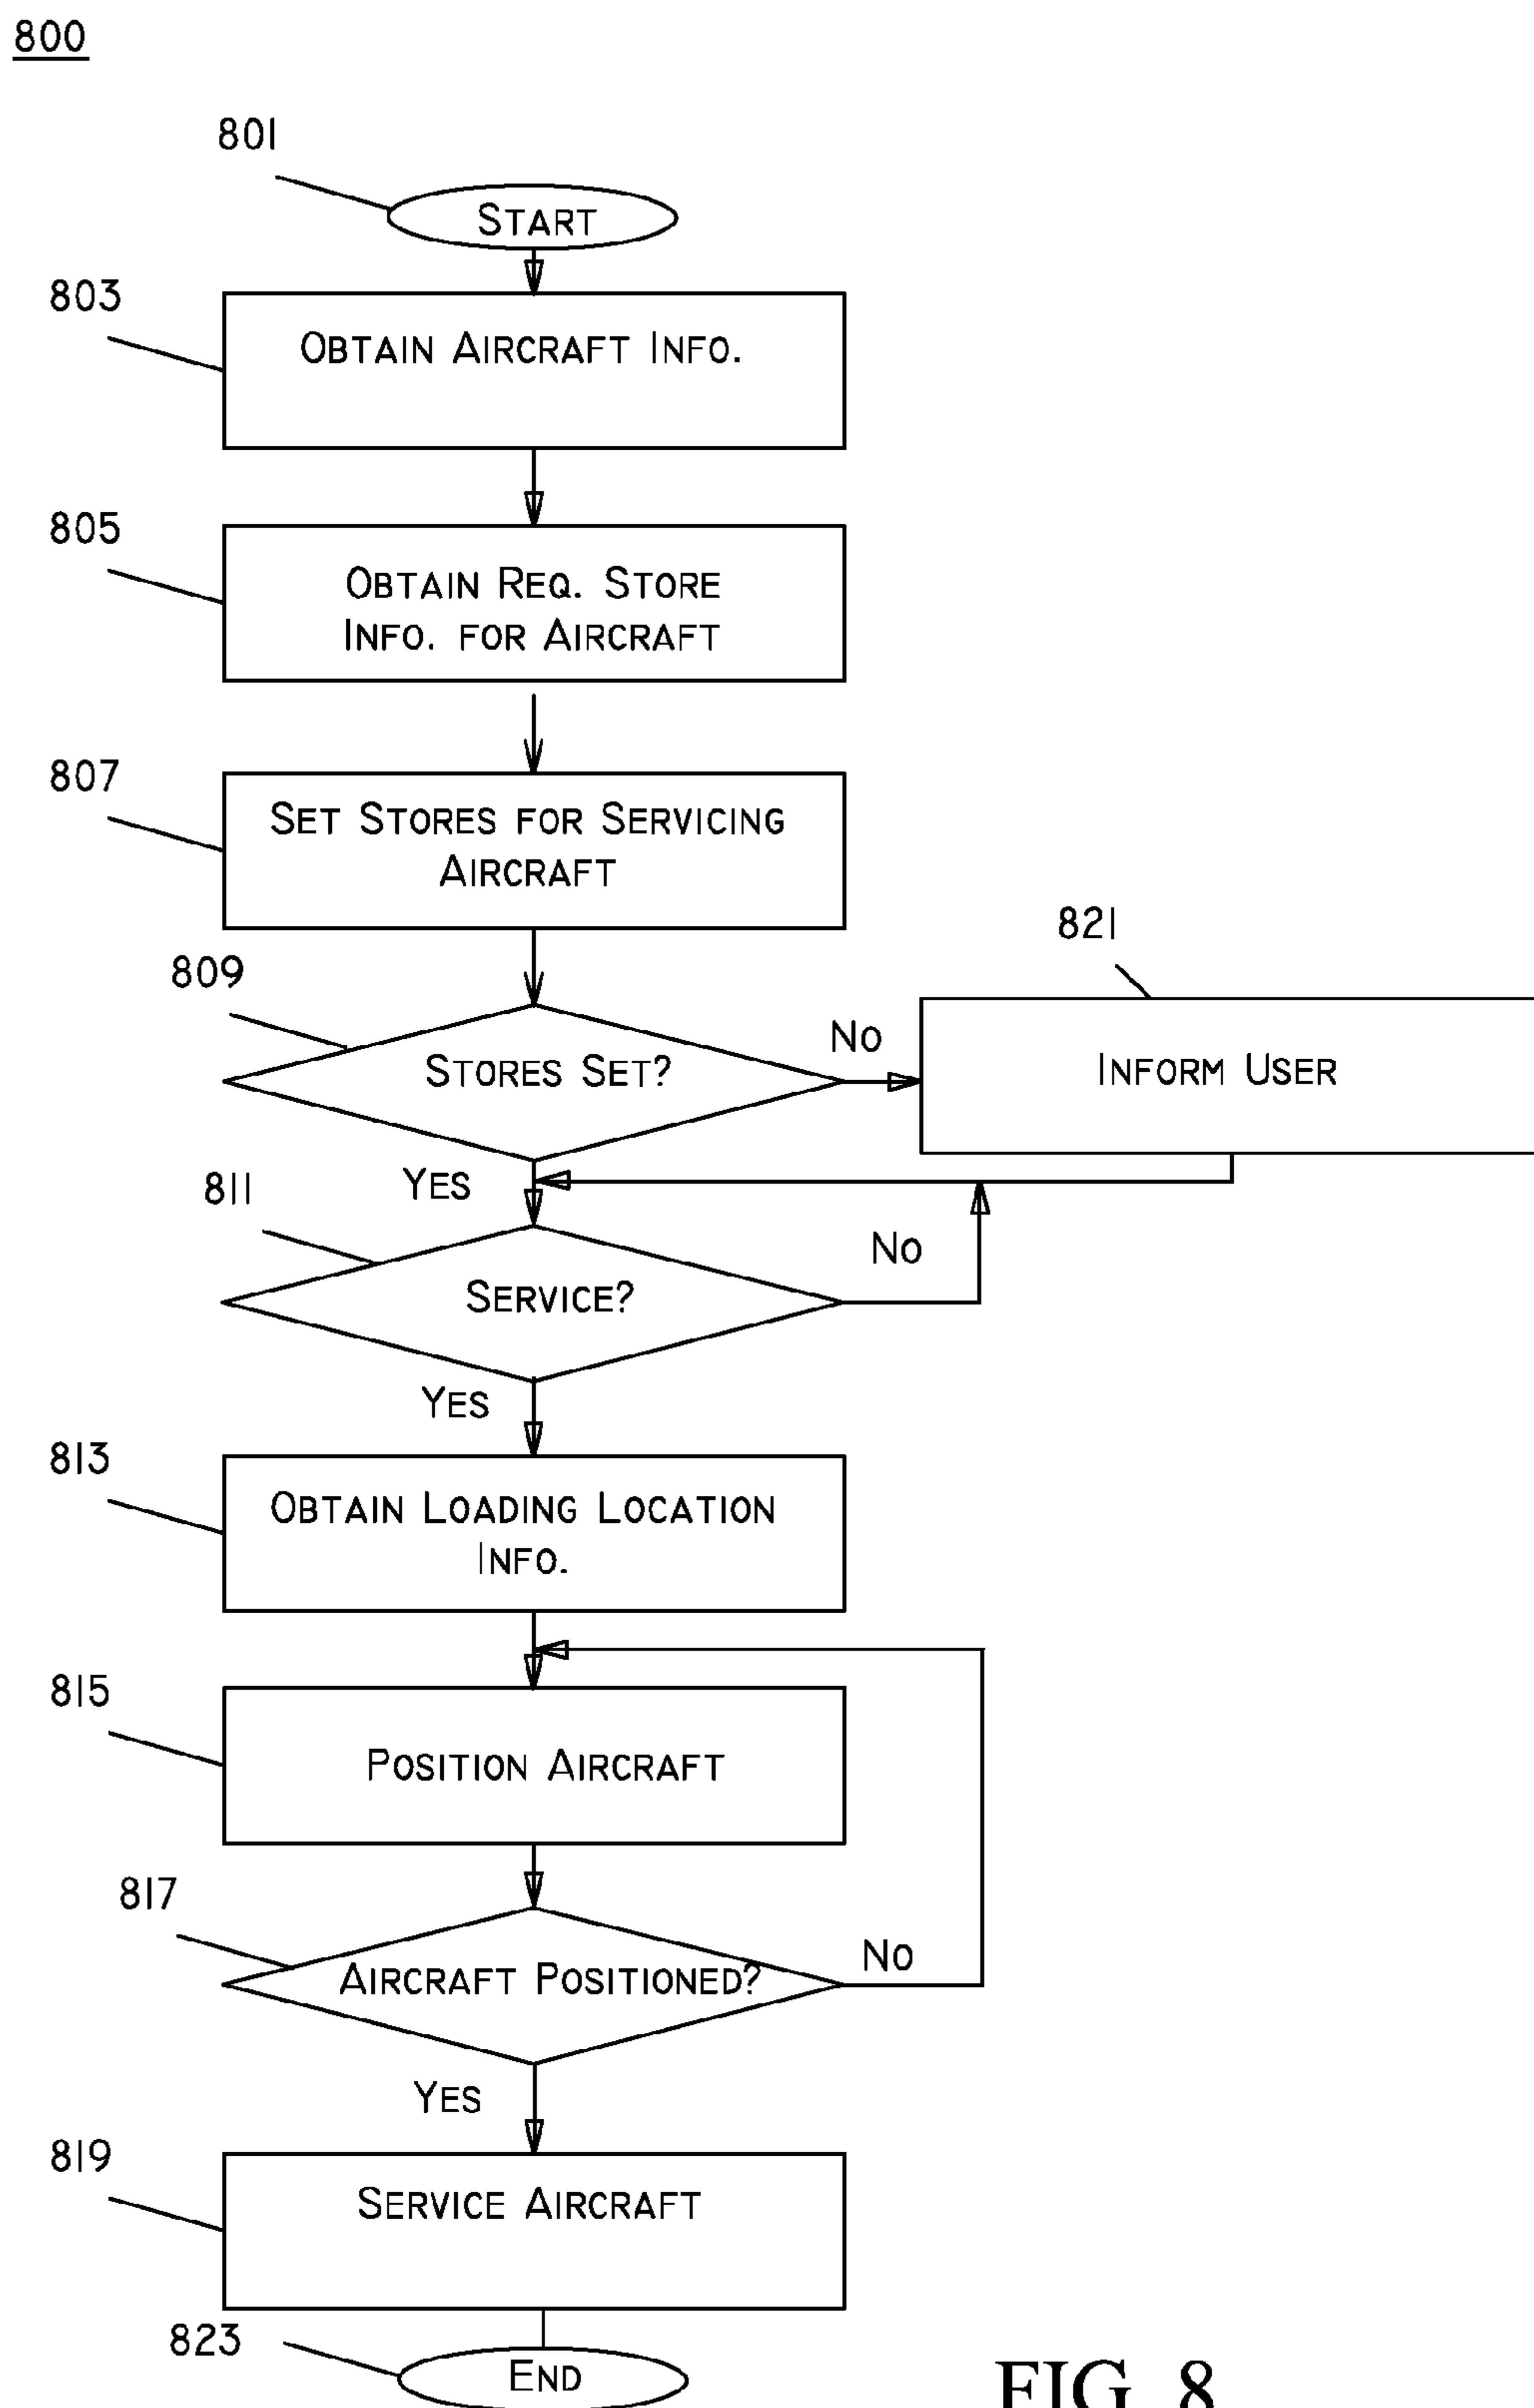 800
801
START
803
OBTAIN AIRCRAFT INFO.
805
OBTAIN REQ. STORE
INFO. FOR AIRCRAFT
807
SET STORES FOR SERVICING
AIRCRAFT
809
STORES SET?
NO
821
INFORM USER
YES
811
SERVICE?
NO
YES
813
OBTAIN LOADING LOCATION
INFO.
815
POSITION AIRCRAFT
817
AIRCRAFT POSITIONED?
NO
YES
819
SERVICE AIRCRAFT
823
END
FIG. 8